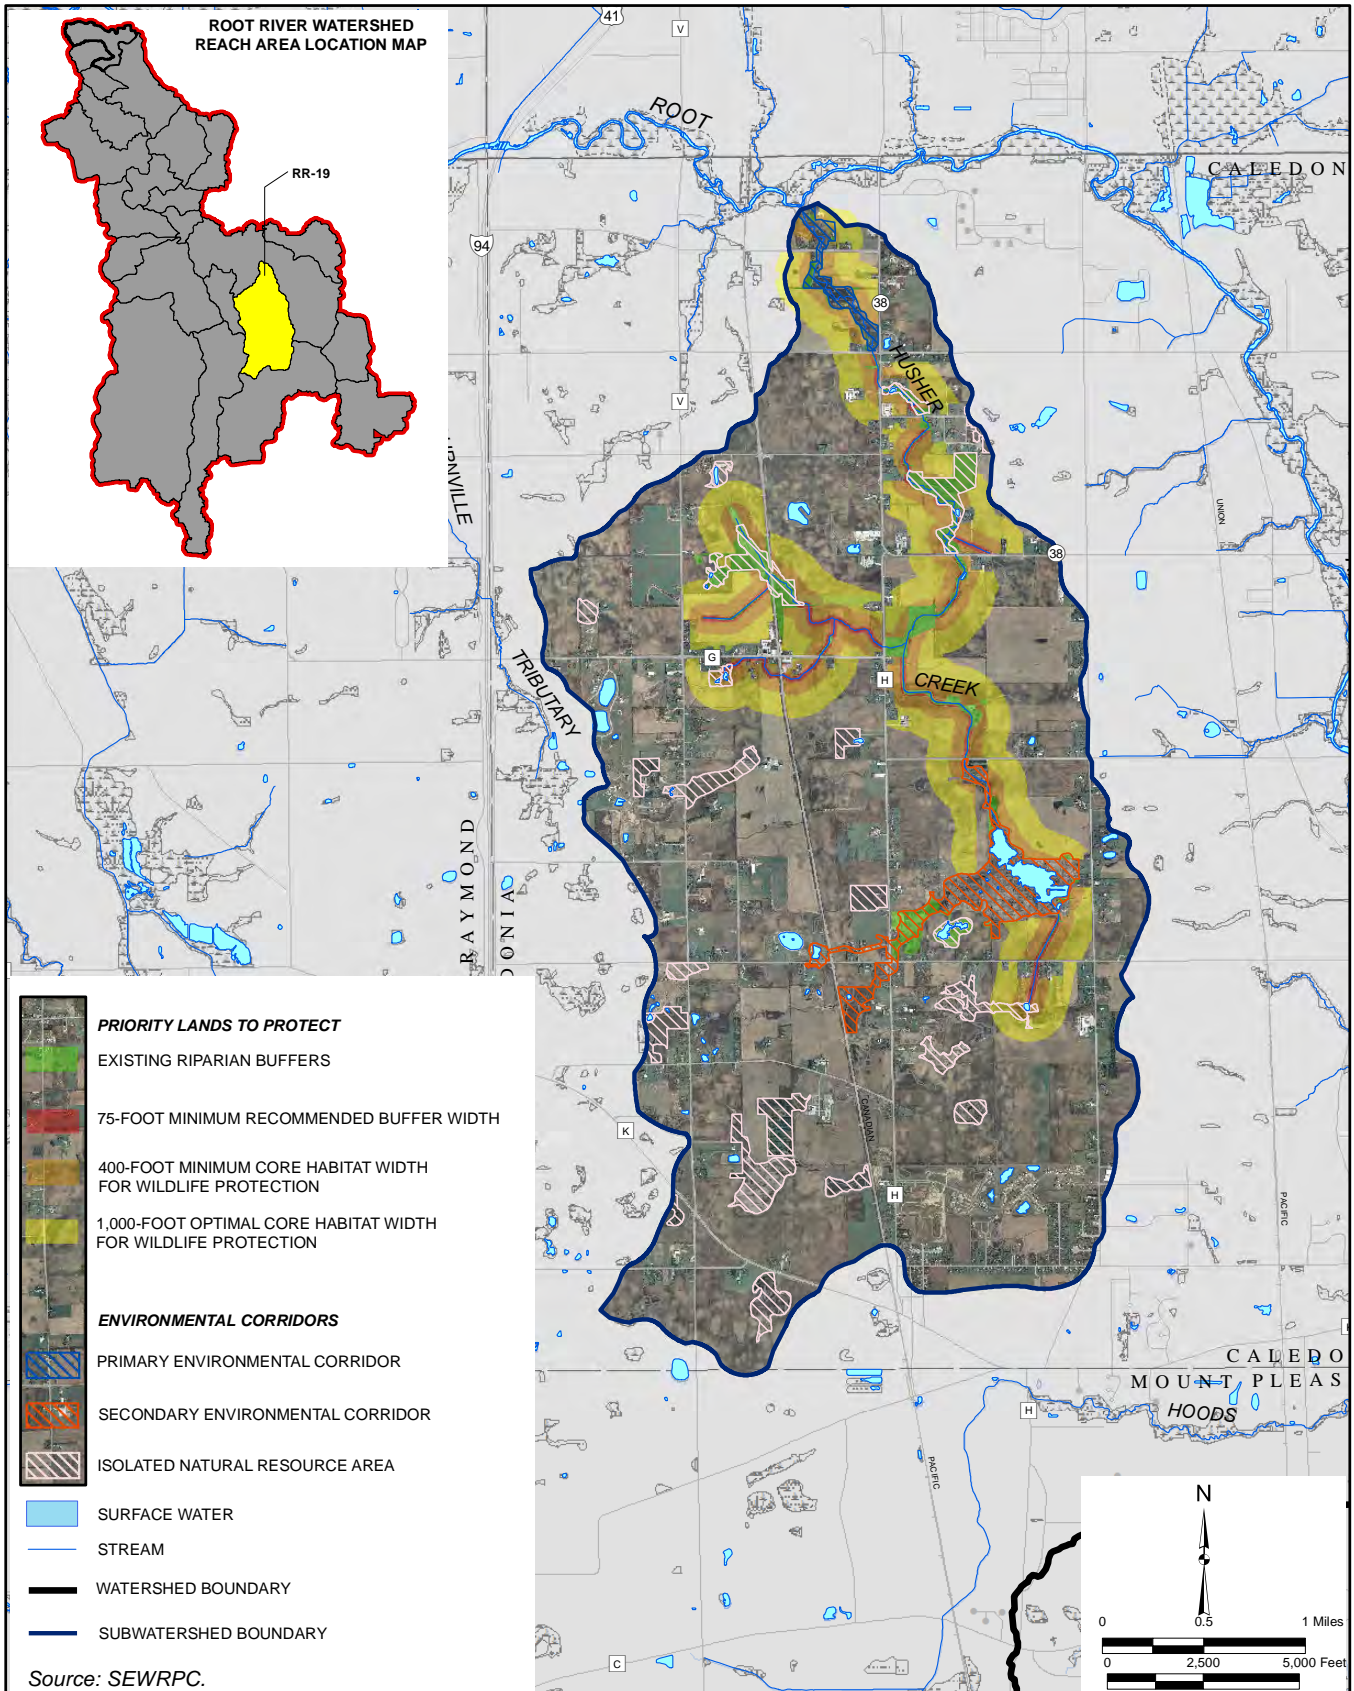 ROOT RIVER WATERSHED
REACH AREA LOCATION MAP
RR-19
41
V
ROOT
CALEDON
94
38
HUSHER
V
UNION
38
TRIBUTARY
G
H
CREEK
RAYMOND
DONIA
CANADIAN
K
H
PACIFIC
CALEDO
MOUNT PLEAS
HOODS
H
PACIFIC
C
PRIORITY LANDS TO PROTECT
EXISTING RIPARIAN BUFFERS
75-FOOT MINIMUM RECOMMENDED BUFFER WIDTH
400-FOOT MINIMUM CORE HABITAT WIDTH
FOR WILDLIFE PROTECTION
1,000-FOOT OPTIMAL CORE HABITAT WIDTH
FOR WILDLIFE PROTECTION
ENVIRONMENTAL CORRIDORS
PRIMARY ENVIRONMENTAL CORRIDOR
SECONDARY ENVIRONMENTAL CORRIDOR
ISOLATED NATURAL RESOURCE AREA
SURFACE WATER
STREAM
WATERSHED BOUNDARY
SUBWATERSHED BOUNDARY
Source: SEWRPC.
N
0 0.5 1 Miles
0 2,500 5,000 Feet